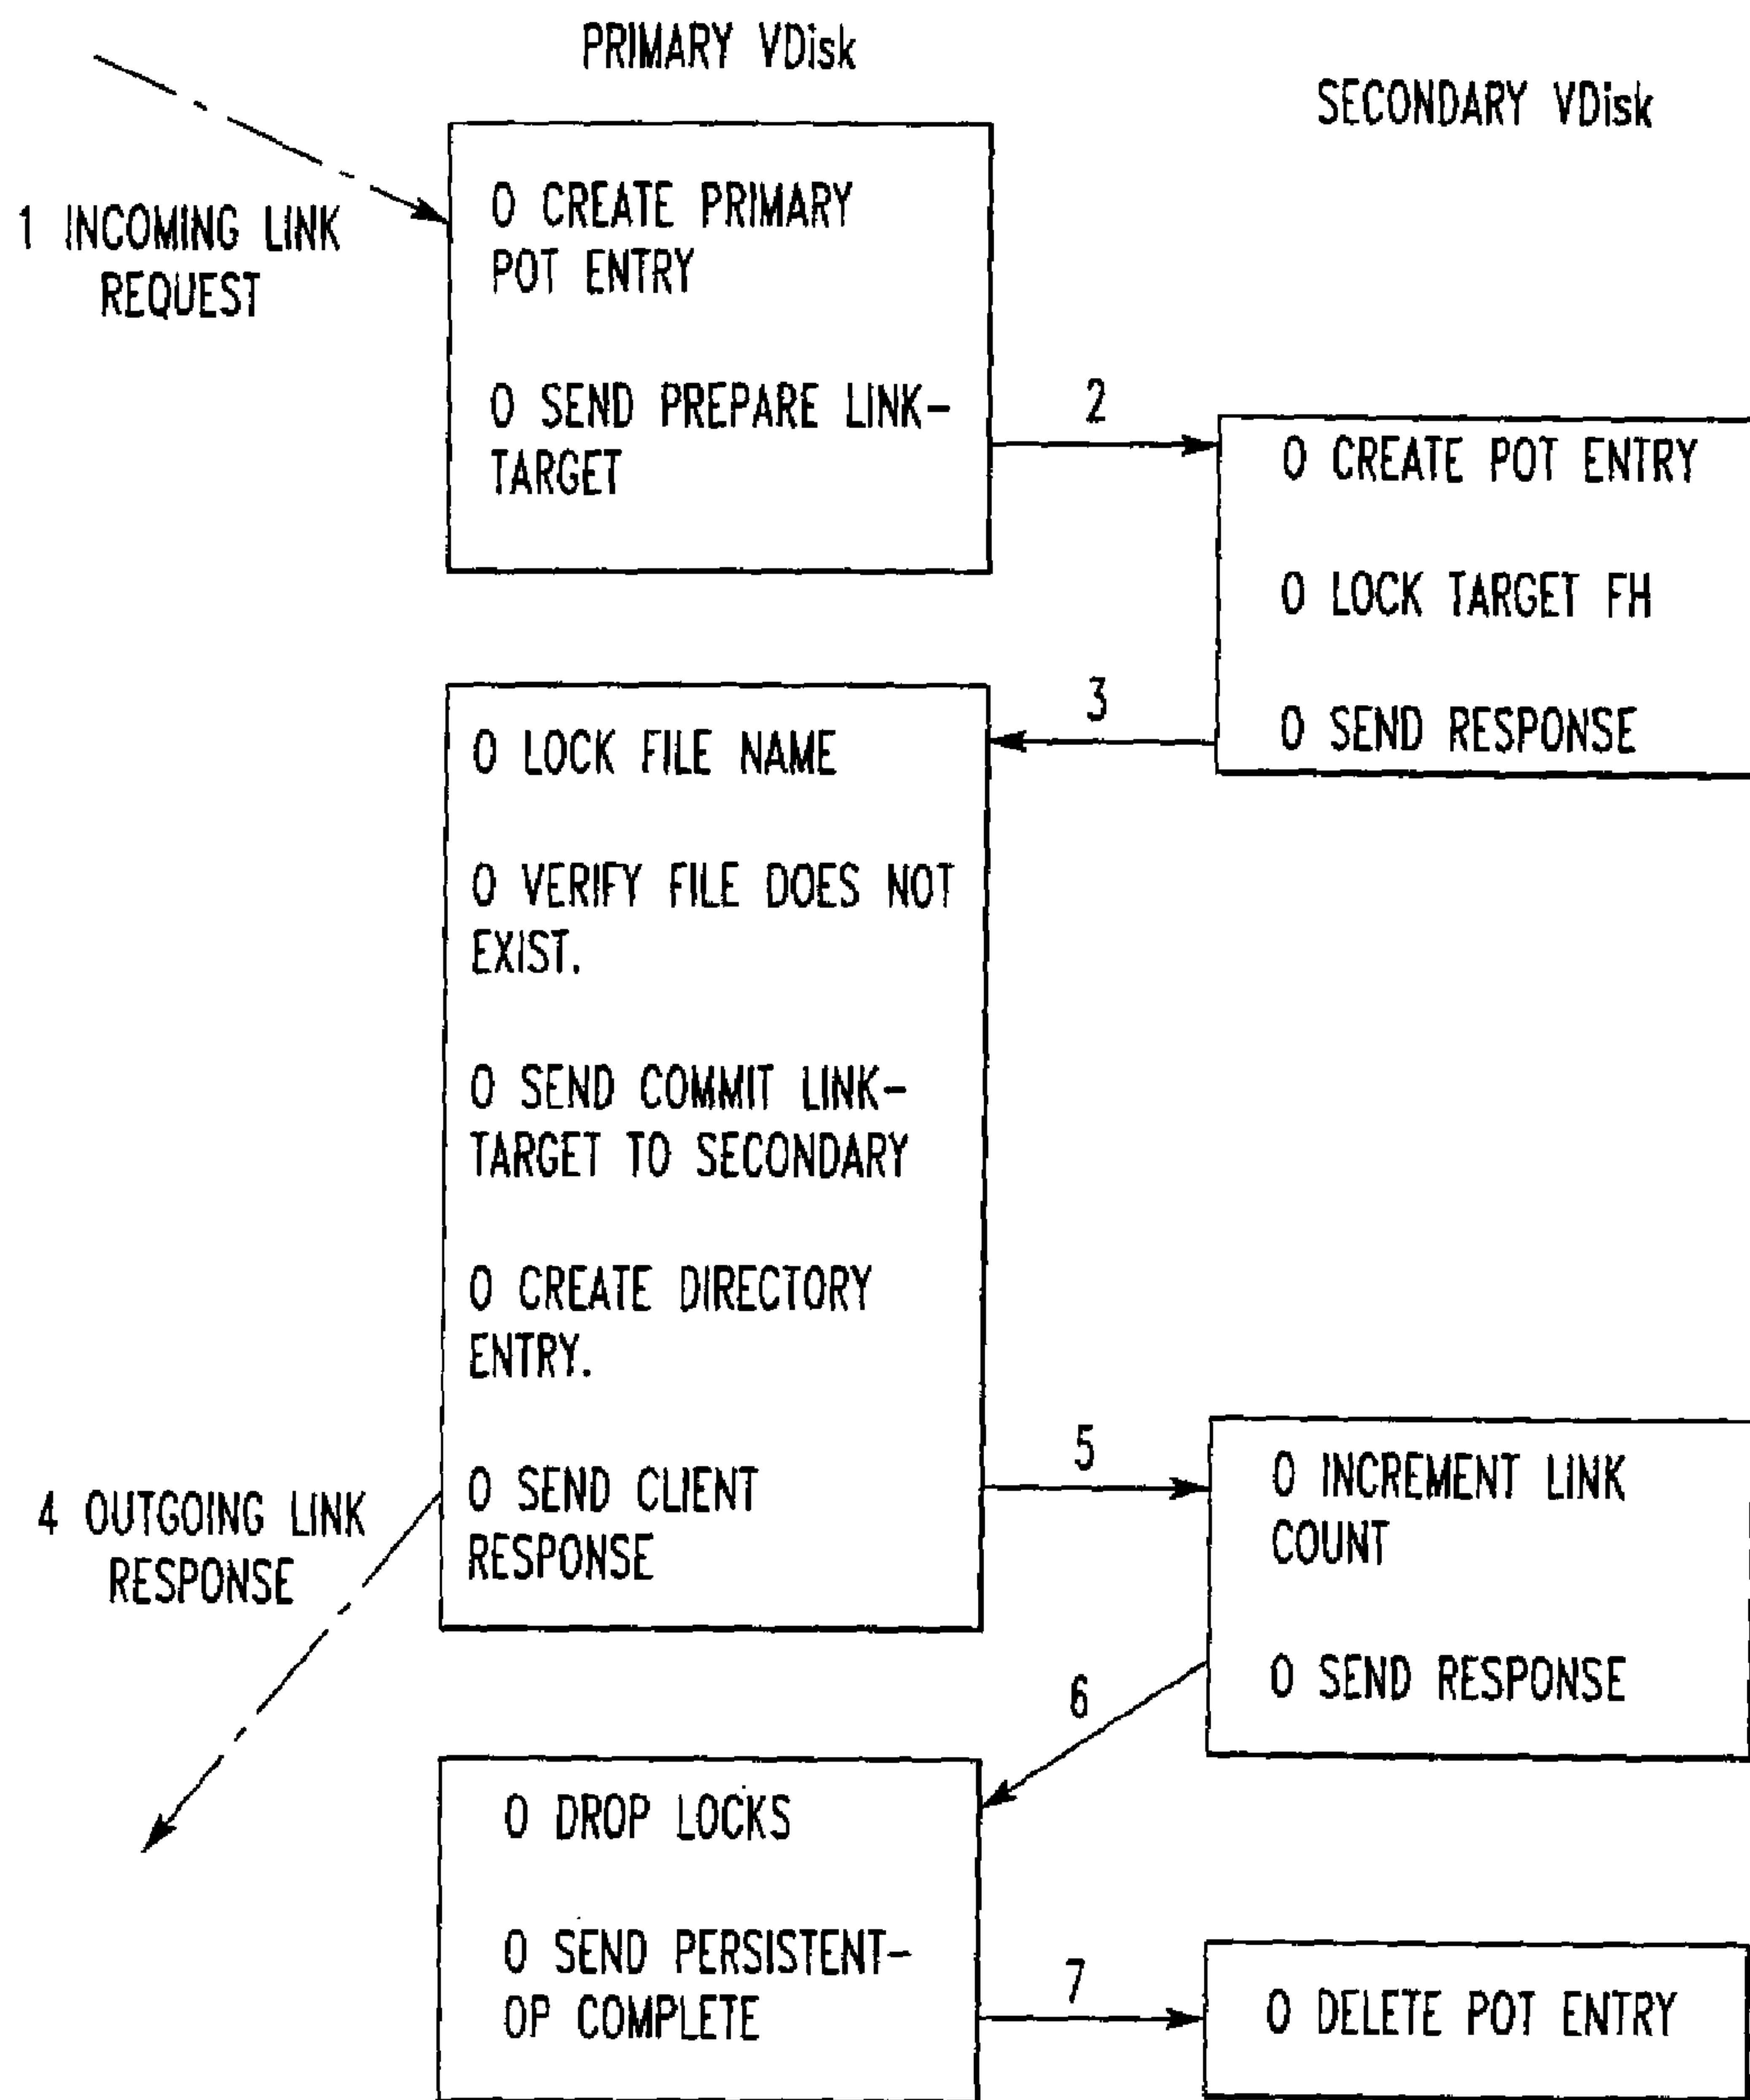 PRIMARY VDisk
SECONDARY VDisk
1 INCOMING LINK
REQUEST
O CREATE PRIMARY
POT ENTRY
O SEND PREPARE LINK-
TARGET
2
O CREATE POT ENTRY
O LOCK TARGET FH
O SEND RESPONSE
3
O LOCK FILE NAME
O VERIFY FILE DOES NOT
EXIST.
O SEND COMMIT LINK-
TARGET TO SECONDARY
O CREATE DIRECTORY
ENTRY.
O SEND CLIENT
RESPONSE
4 OUTGOING LINK
RESPONSE
5
O INCREMENT LINK
COUNT
O SEND RESPONSE
6
O DROP LOCKS
O SEND PERSISTENT-
OP COMPLETE
7
O DELETE POT ENTRY